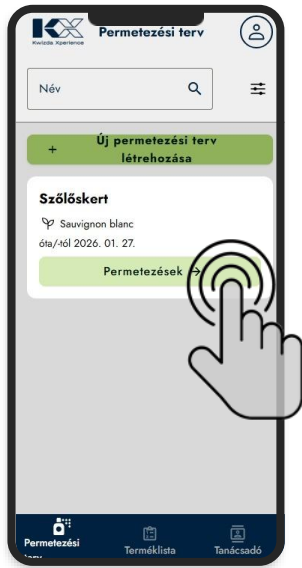 KX
Kwizda Xperience
Permetezési terv
Név
+ Új permetezési terv
létrehozása
Szőlőskert
Sauvignon blanc
óta/-tól 2026. 01. 27.
Permetezések →
Permetezési
terv
Terméklista
Tanácsadó